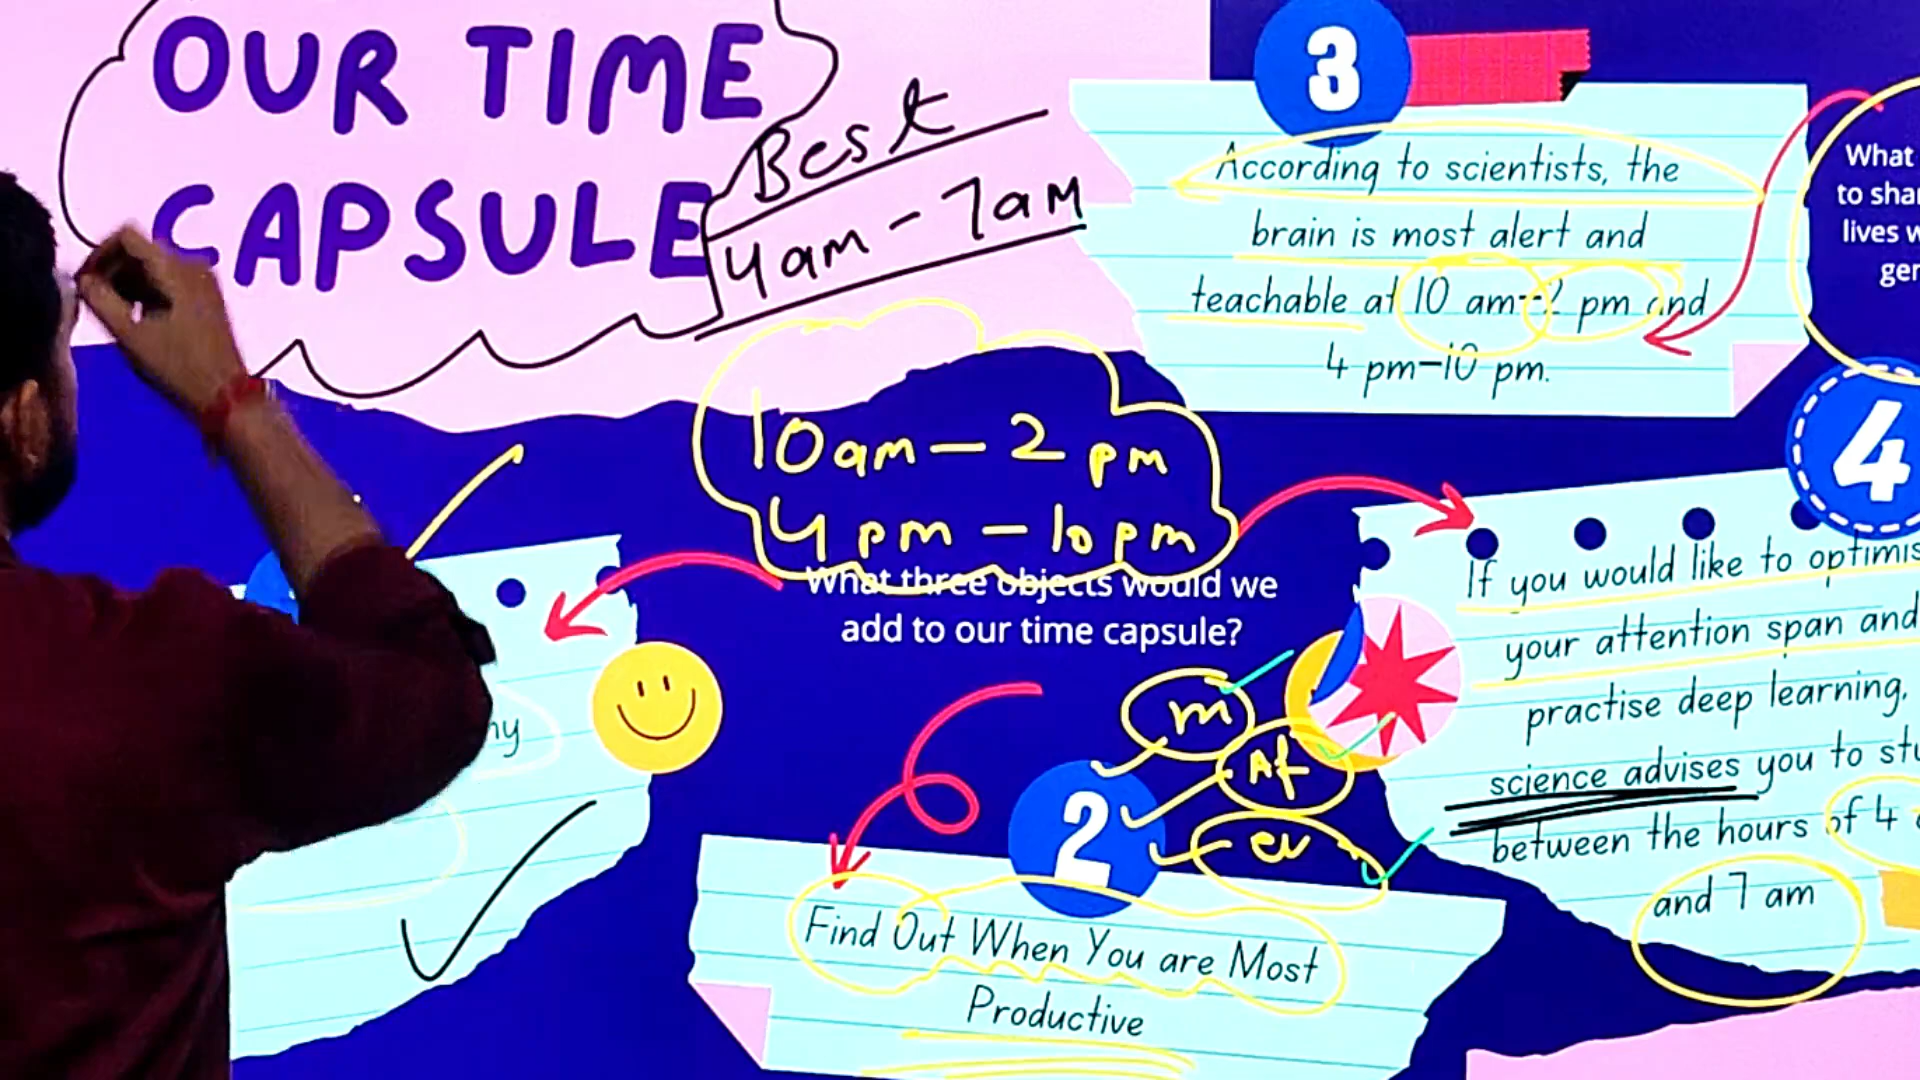 OUR TIME
CAPSULE
Best
4am - 7am
3
According to scientists, the
brain is most alert and
teachable at 10 am-2 pm and
4 pm-10 pm.
What
to shar
lives w
gen
10am - 2 pm
4 pm - 10 pm
What three objects would we
add to our time capsule?
hy
m
Af
ev
2
Find Out When You are Most
Productive
4
If you would like to optimis
your attention span and
practise deep learning,
science advises you to stu
between the hours of 4
and 7 am